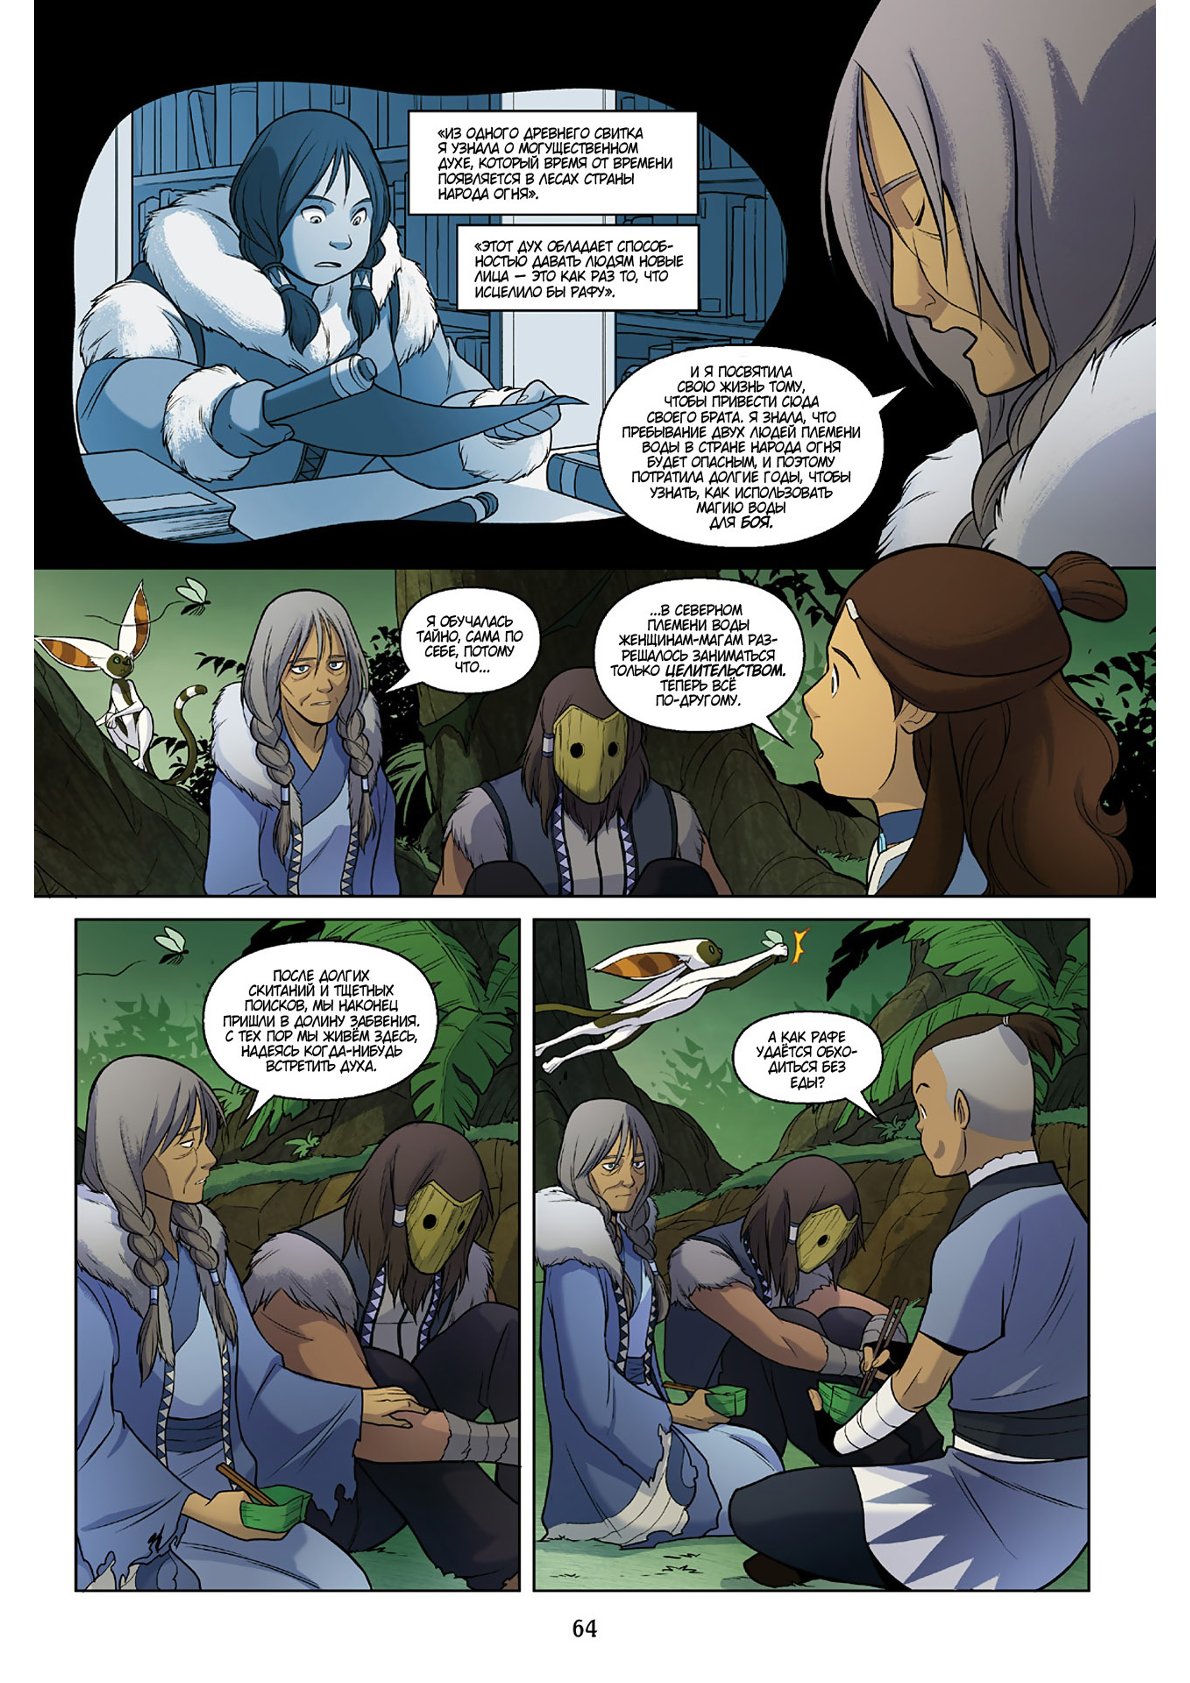 «ИЗ ОДНОГО ДРЕВНЕГО СВИТКА
Я УЗНАЛА О МОГУЩЕСТВЕННОМ
ДУХЕ, КОТОРЫЙ ВРЕМЯ ОТ ВРЕМЕНИ
ПОЯВЛЯЕТСЯ В ЛЕСАХ СТРАНЫ
НАРОДА ОГНЯ».
«ЭТОТ ДУХ ОБЛАДАЕТ СПОСОБ-
НОСТЬЮ ДАВАТЬ ЛЮДЯМ НОВЫЕ
ЛИЦА — ЭТО КАК РАЗ ТО, ЧТО
ИСЦЕЛИЛО БЫ РАФУ».
И Я ПОСВЯТИЛА
СВОЮ ЖИЗНЬ ТОМУ,
ЧТОБЫ ПРИВЕСТИ СЮДА
СВОЕГО БРАТА. Я ЗНАЛА, ЧТО
ПРЕБЫВАНИЕ ДВУХ ЛЮДЕЙ ПЛЕМЕНИ
ВОДЫ В СТРАНЕ НАРОДА ОГНЯ
БУДЕТ ОПАСНЫМ, И ПОЭТОМУ
ПОТРАТИЛА ДОЛГИЕ ГОДЫ, ЧТОБЫ
УЗНАТЬ, КАК ИСПОЛЬЗОВАТЬ
МАГИЮ ВОДЫ
ДЛЯ БОЯ.
Я ОБУЧАЛАСЬ
ТАЙНО, САМА ПО
СЕБЕ, ПОТОМУ
ЧТО...
...В СЕВЕРНОМ
ПЛЕМЕНИ ВОДЫ
ЖЕНЩИНАМ-МАГАМ РАЗ-
РЕШАЛОСЬ ЗАНИМАТЬСЯ
ТОЛЬКО ЦЕЛИТЕЛЬСТВОМ.
ТЕПЕРЬ ВСЁ
ПО-ДРУГОМУ.
ПОСЛЕ ДОЛГИХ
СКИТАНИЙ И ТЩЕТНЫХ
ПОИСКОВ, МЫ НАКОНЕЦ
ПРИШЛИ В ДОЛИНУ ЗАБВЕНИЯ.
С ТЕХ ПОР МЫ ЖИВЁМ ЗДЕСЬ,
НАДЕЯСЬ КОГДА-НИБУДЬ
ВСТРЕТИТЬ ДУХА.
А КАК РАФЕ
УДАЁТСЯ ОБХО-
ДИТЬСЯ БЕЗ
ЕДЫ?
64